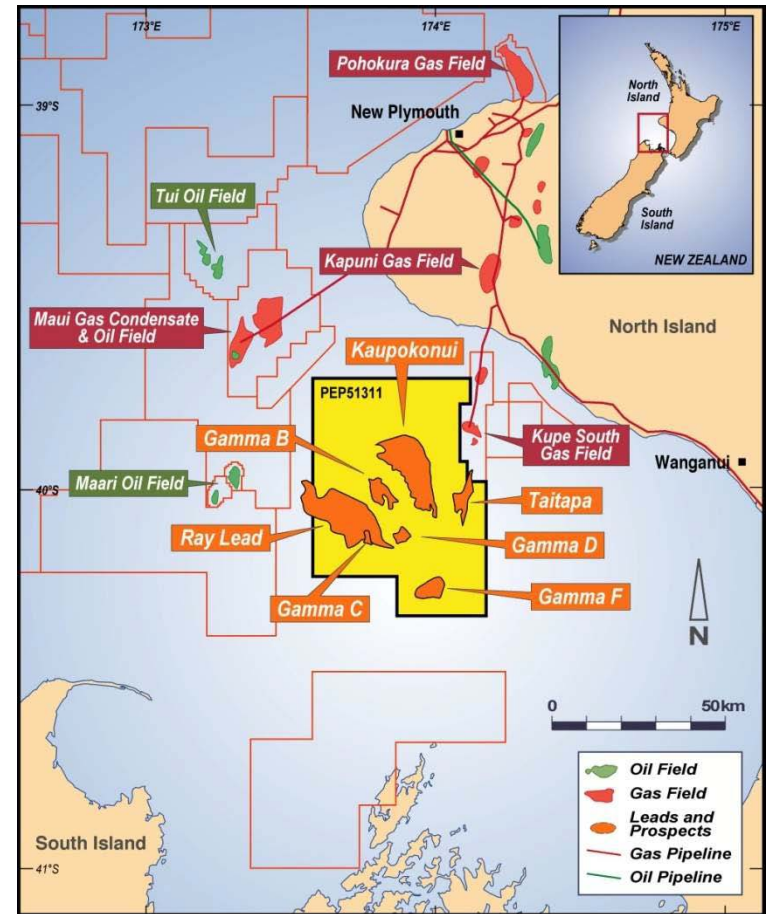 173°E
174°E
175°E
39°S
40°S
41°S
Pohokura Gas Field
New Plymouth
North
Island
South
Island
NEW ZEALAND
Tui Oil Field
Kapuni Gas Field
Maui Gas Condensate
& Oil Field
North Island
Kaupokonui
PEP51311
Gamma B
Kupe South
Gas Field
Wanganui
Maari Oil Field
Taitapa
Ray Lead
Gamma D
Gamma C
Gamma F
N
0
50km
South Island
Oil Field
Gas Field
Leads and
Prospects
Gas Pipeline
Oil Pipeline